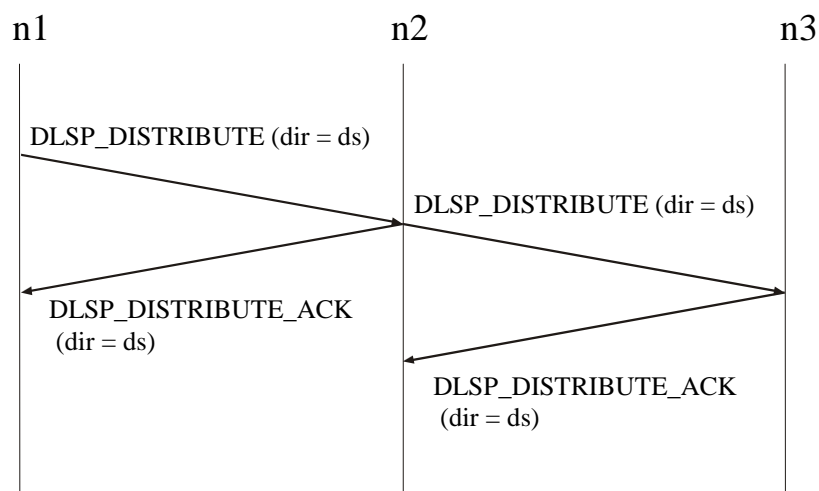 n1
n2
n3
DLSP_DISTRIBUTE (dir = ds)
DLSP_DISTRIBUTE (dir = ds)
DLSP_DISTRIBUTE_ACK
(dir = ds)
DLSP_DISTRIBUTE_ACK
(dir = ds)